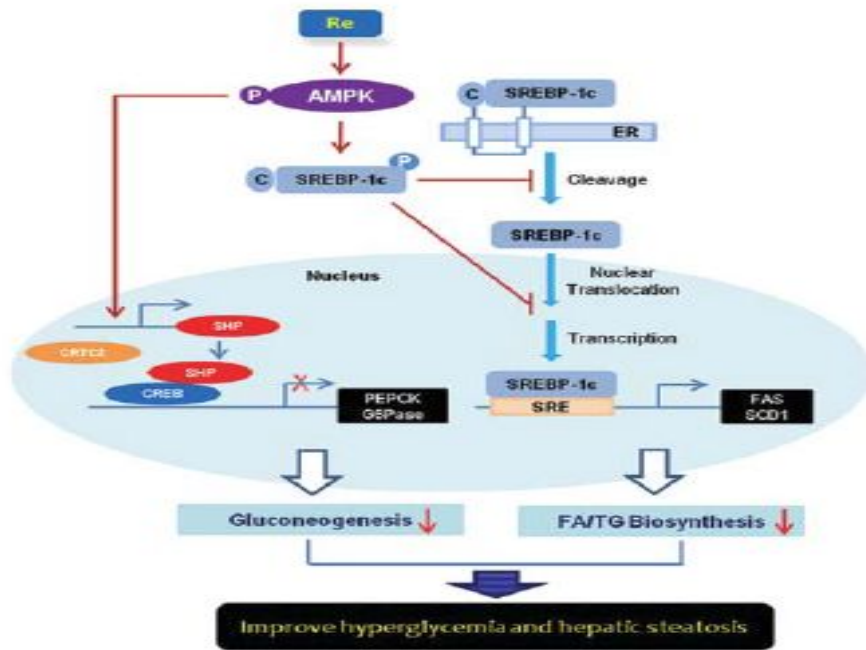 Re
P
AMPK
C
SREBP-1c
ER
P
C
SREBP-1c
Cleavage
SREBP-1c
Nucleus
Nuclear
Translocation
SHP
Transcription
CRTC2
SHP
CREB
X
PEPCK
G6Pase
SREBP-1c
SRE
FAS
SCD1
Gluconeogenesis
FA/TG Biosynthesis
Improve hyperglycemia and hepatic steatosis